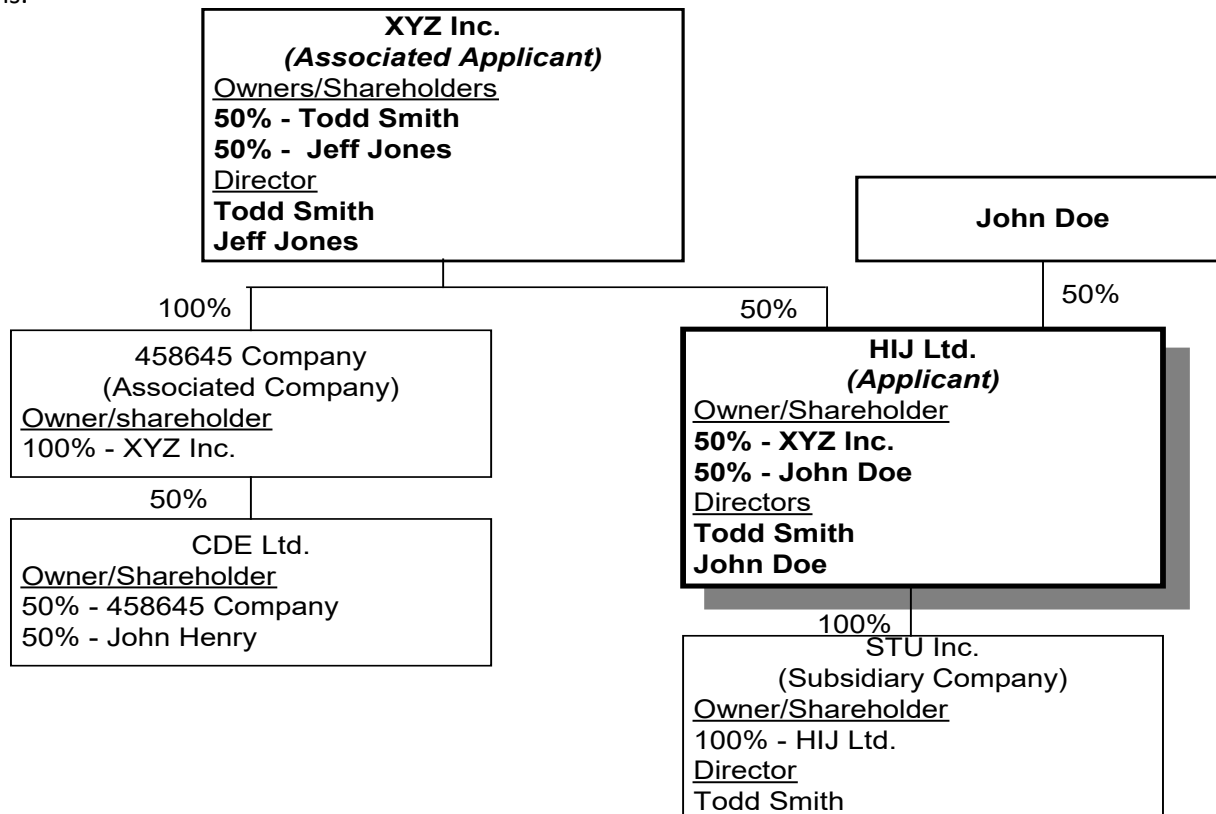 XYZ Inc.
(Associated Applicant)
Owners/Shareholders
50% - Todd Smith
50% -  Jeff Jones
Director
Todd Smith
Jeff Jones
John Doe
100%
50%
50%
458645 Company
(Associated Company)
Owner/shareholder
100% - XYZ Inc.
HIJ Ltd.
(Applicant)
Owner/Shareholder
50% - XYZ Inc.
50% - John Doe
Directors
Todd Smith
John Doe
50%
CDE Ltd.
Owner/Shareholder
50% - 458645 Company
50% - John Henry
100%
STU Inc.
(Subsidiary Company)
Owner/Shareholder
100% - HIJ Ltd.
Director
Todd Smith